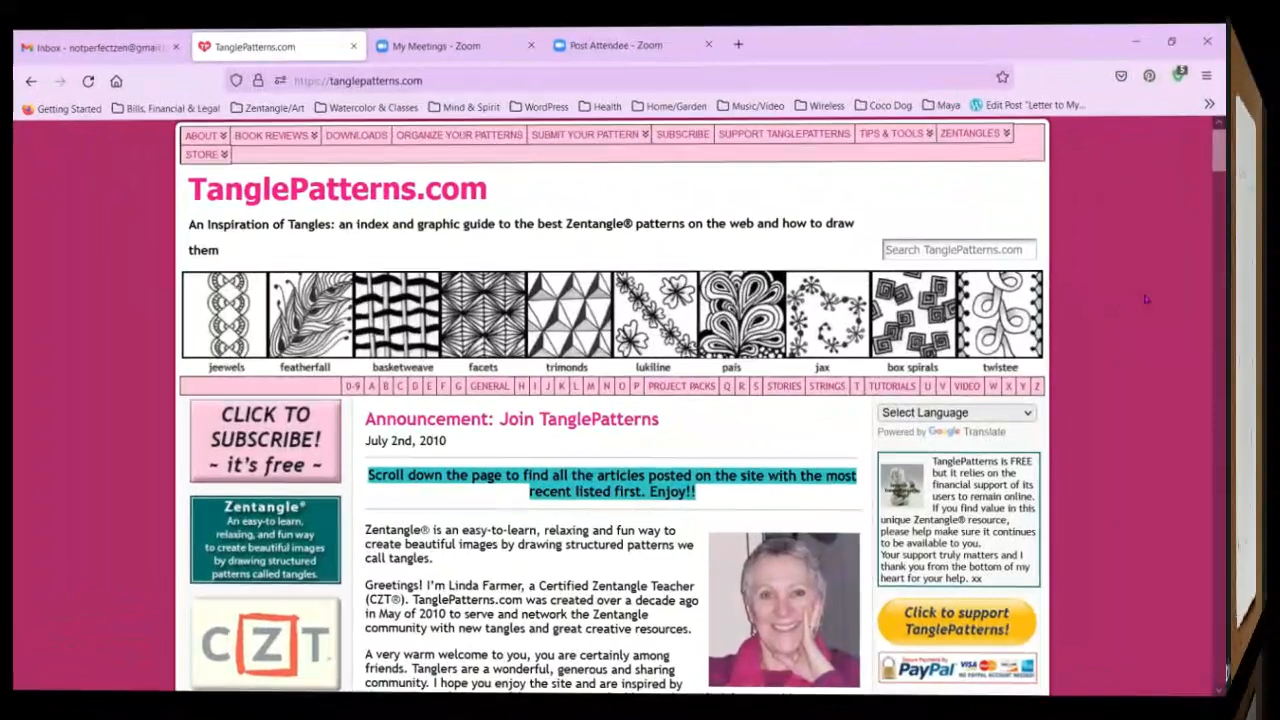 Inbox - notperfectzen@gmail
TanglePatterns.com
My Meetings - Zoom
Post Attendee - Zoom
https://tanglepatterns.com
5
Getting Started
Bills, Financial & Legal
Zentangle/Art
Watercolor & Classes
Mind & Spirit
WordPress
Health
Home/Garden
Music/Video
Wireless
Coco Dog
Maya
Edit Post "Letter to My...
ABOUT
BOOK REVIEWS
DOWNLOADS
ORGANIZE YOUR PATTERNS
SUBMIT YOUR PATTERN
SUBSCRIBE
SUPPORT TANGLEPATTERNS
TIPS & TOOLS
ZENTANGLES
STORE
TanglePatterns.com
An Inspiration of Tangles: an index and graphic guide to the best Zentangle® patterns on the web and how to draw
them
Search TanglePatterns.com
jeewels
featherfall
basketweave
facets
trimonds
lukiline
pais
jax
box spirals
twistee
0-9 A B C D E F G GENERAL H I J K L M N O P PROJECT PACKS Q R S STORIES STRINGS T TUTORIALS U V VIDEO W X Y Z
CLICK TO
SUBSCRIBE!
~ it's free ~
Zentangle®
An easy-to learn,
relaxing, and fun way
to create beautiful images
by drawing structured
patterns called tangles.
CZT
Announcement: Join TanglePatterns
July 2nd, 2010
Scroll down the page to find all the articles posted on the site with the most
recent listed first. Enjoy!!
Zentangle® is an easy-to-learn, relaxing and fun way to
create beautiful images by drawing structured patterns we
call tangles.
Greetings! I'm Linda Farmer, a Certified Zentangle Teacher
(CZT®). TanglePatterns.com was created over a decade ago
in May of 2010 to serve and network the Zentangle
community with new tangles and great creative resources.
A very warm welcome to you, you are certainly among
friends. Tanglers are a wonderful, generous and sharing
community. I hope you enjoy the site and are inspired by
Select Language
Powered by Google Translate
TanglePatterns is FREE
but it relies on the
financial support of its
users to remain online.
If you find value in this
unique Zentangle® resource,
please help make sure it continues
to be available to you.
Your support truly matters and I
thank you from the bottom of my
heart for your help. xx
Click to support
TanglePatterns!
PayPal
VISA